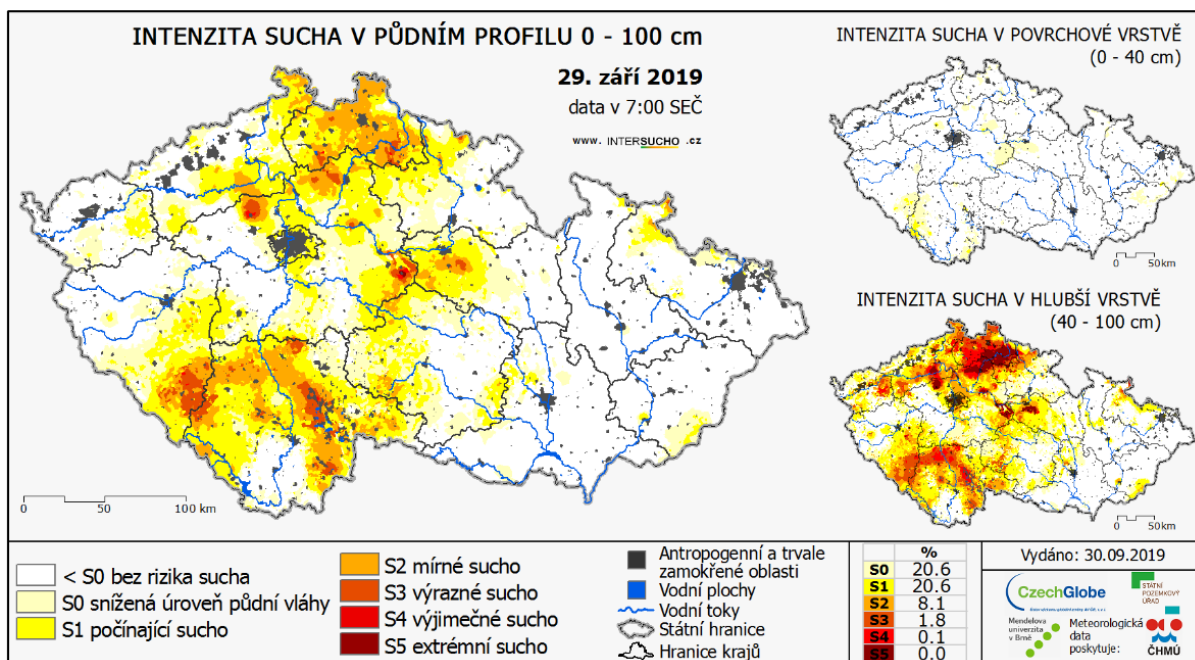 INTENZITA SUCHA V PŮDNÍM PROFILU 0 - 100 cm
29. září 2019
data v 7:00 SEČ
www. INTERSUCHO .cz
0 50 100 km
INTENZITA SUCHA V POVRCHOVÉ VRSTVĚ
(0 - 40 cm)
0 50km
INTENZITA SUCHA V HLUBŠÍ VRSTVĚ
(40 - 100 cm)
0 50km
< S0 bez rizika sucha
S0 snížená úroveň půdní vláhy
S1 počínající sucho
S2 mírné sucho
S3 výrazné sucho
S4 výjimečné sucho
S5 extrémní sucho
Antropogenní a trvale
zamokřené oblasti
Vodní plochy
Vodní toky
Státní hranice
Hranice krajů
%
S0 20.6
S1 20.6
S2 8.1
S3 1.8
S4 0.1
S5 0.0
Vydáno: 30.09.2019
CzechGlobe
STÁTNÍ
POZEMKOVÝ
ÚŘAD
Mendelova
univerzita
v Brně
Meteorologická
data
poskytuje:
ČHMÚ